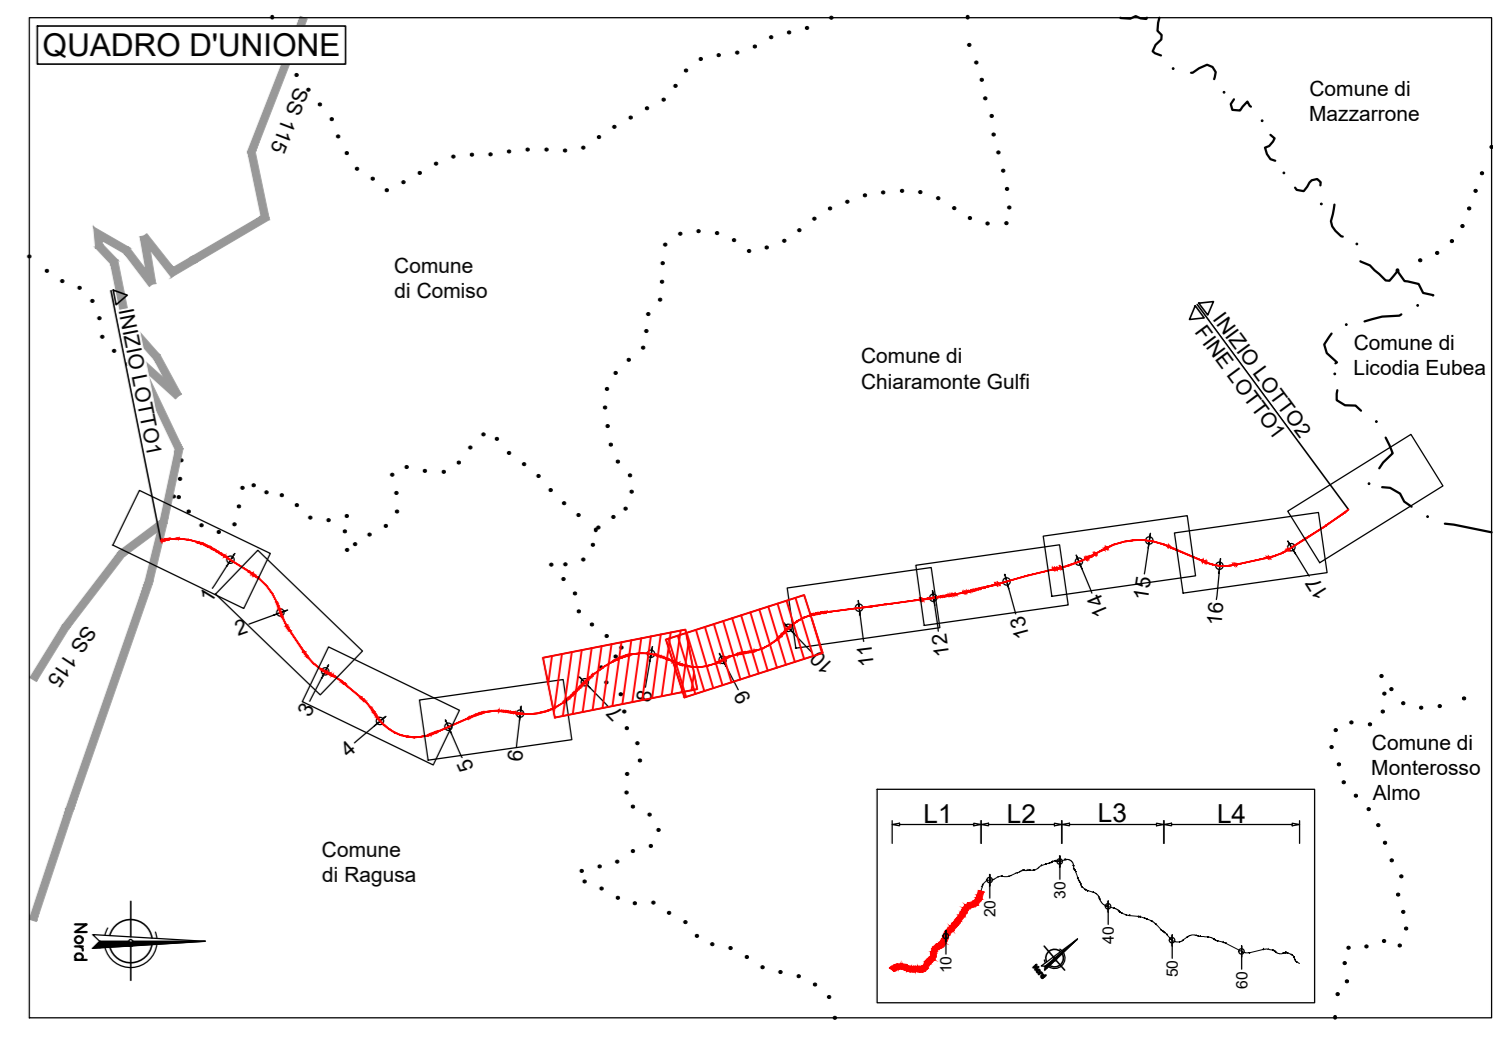 QUADRO D'UNIONE
SS 115
Comune di
Mazzarrone
Comune
di Comiso
INIZIO LOTTO1
Comune di
Chiaramonte Gulfi
INIZIO LOTTO2
FINE LOTTO1
Comune di
Licodia Eubea
SS 115
1
2
3
4
5
6
7
8
9
10
11
12
13
14
15
16
17
Comune di
Monterosso
Almo
Comune
di Ragusa
Nord
L1 L2 L3 L4
10
20
30
40
50
60